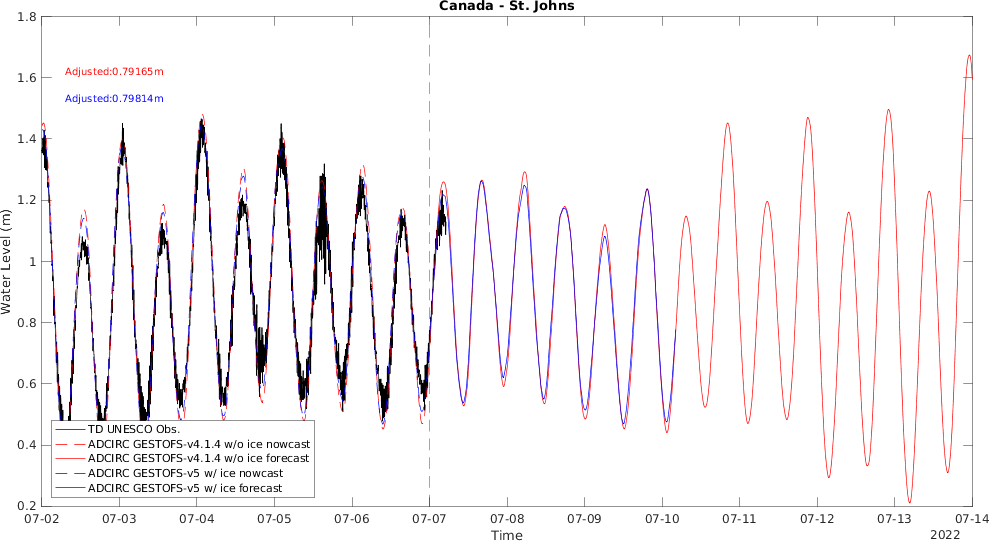 Canada - St. Johns
1.8
1.6
1.4
1.2
1
0.8
0.6
0.4
0.2
Water Level (m)
Adjusted:0.79165m
Adjusted:0.79814m
TD UNESCO Obs.
ADCIRC GESTOFS-v4.1.4 w/o ice nowcast
ADCIRC GESTOFS-v4.1.4 w/o ice forecast
ADCIRC GESTOFS-v5 w/ ice nowcast
ADCIRC GESTOFS-v5 w/ ice forecast
07-02 07-03 07-04 07-05 07-06 07-07 07-08 07-09 07-10 07-11 07-12 07-13 07-14
Time
2022